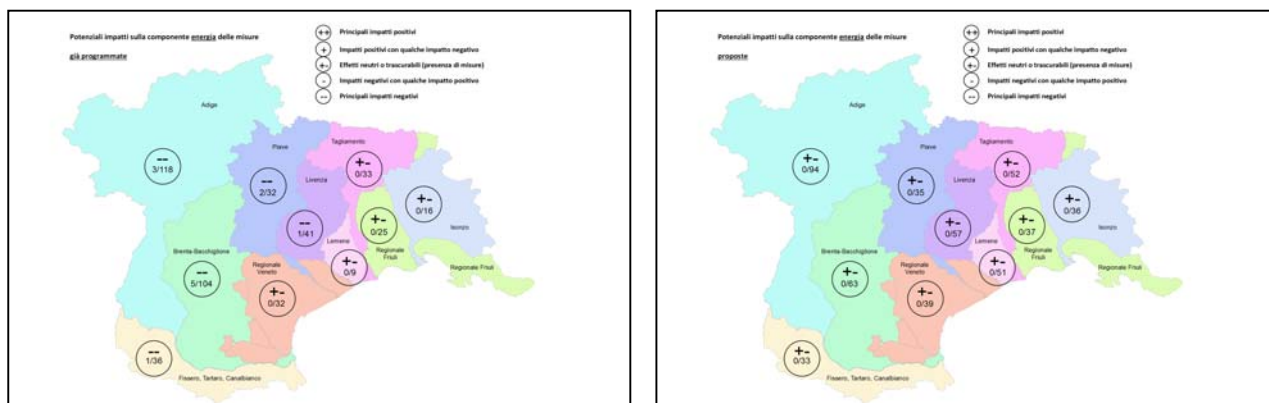 Potenziali impatti sulla componente energia delle misure
già programmate
++ Principali impatti positivi
+ Impatti positivi con qualche impatto negativo
+- Effetti neutri o trascurabili (presenza di misure)
- Impatti negativi con qualche impatto positivo
-- Principali impatti negativi
Adige
--
3/118
Piave
--
2/32
Tagliamento
+-
0/33
Livenza
--
1/41
+-
0/16
Isonzo
+-
0/25
Lemene
+-
0/9
Regionale
Friuli
Regionale Friuli
Brenta-Bacchiglione
--
5/104
Regionale
Veneto
+-
0/32
--
1/36
Fissero, Tartaro, Canalbianco
Potenziali impatti sulla componente energia delle misure
proposte
++ Principali impatti positivi
+ Impatti positivi con qualche impatto negativo
+- Effetti neutri o trascurabili (presenza di misure)
- Impatti negativi con qualche impatto positivo
-- Principali impatti negativi
Adige
+-
0/94
Piave
+-
0/35
Tagliamento
+-
0/52
Livenza
+-
0/57
+-
0/36
Isonzo
+-
0/37
Lemene
+-
0/51
Regionale
Friuli
Regionale Friuli
Brenta-Bacchiglione
+-
0/63
Regionale
Veneto
+-
0/39
+-
0/33
Fissero, Tartaro, Canalbianco